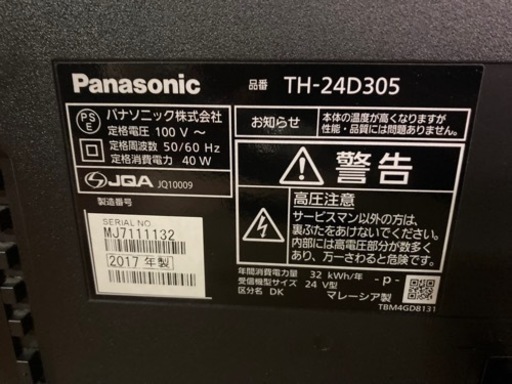 Panasonic
品番 TH-24D305
PSE
パナソニック株式会社
定格電圧 100 V ～
定格周波数 50/60 Hz
定格消費電力 40 W
JQA JQ10009
製造番号
SERIAL NO.
MJ7111132
2017 年製
お知らせ
本体の温度が高くなりますが
性能や品質には問題ありません。
警告
高圧注意
サービスマン以外の方は、
裏ぶたをあけないでください。
内部には高電圧部分が数多く
あり、万一さわると危険です。
年間消費電力量 32 kWh/年
受信機型サイズ 24 V型
区分名 DK
-p-
マレーシア製
TBM4GD8131